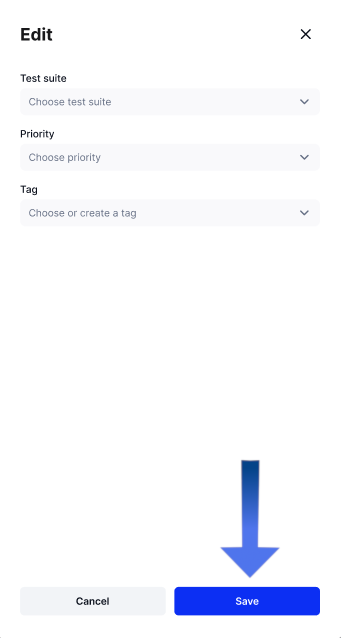 Edit
Test suite
Choose test suite
Priority
Choose priority
Tag
Choose or create a tag
Cancel
Save